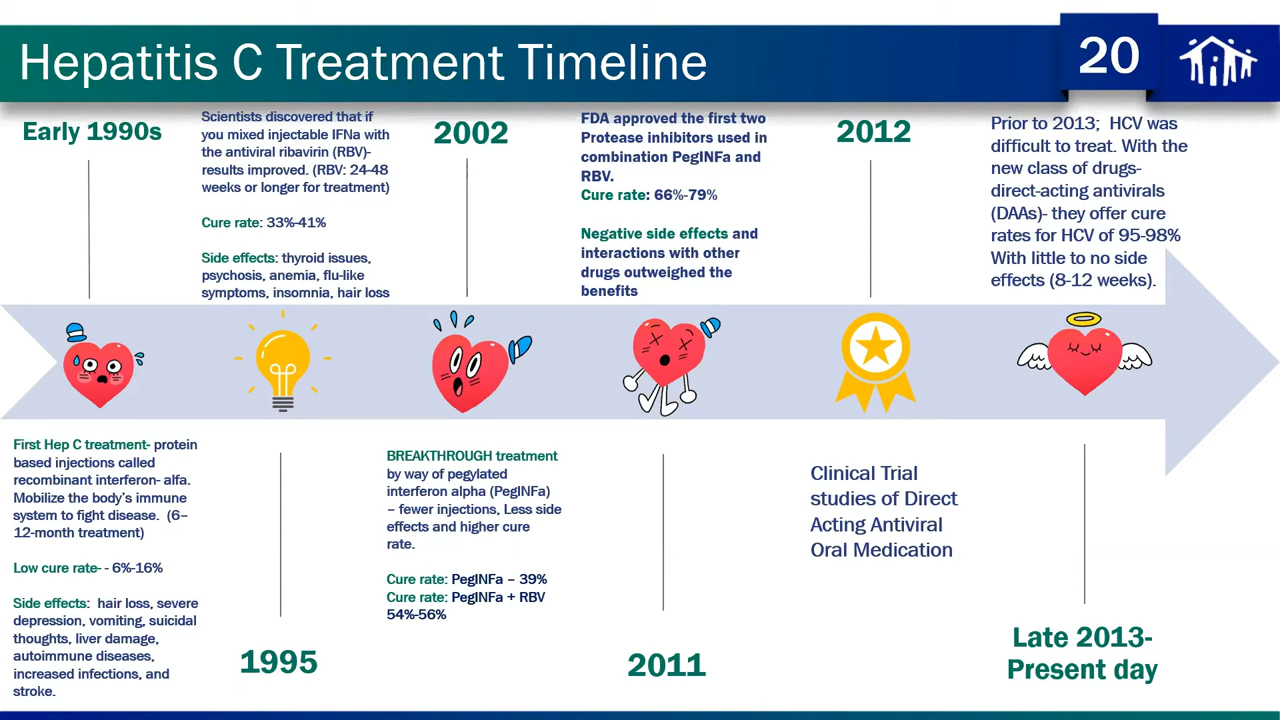 Hepatitis C Treatment Timeline
20
Early 1990s
First Hep C treatment- protein
based injections called
recombinant interferon- alfa.
Mobilize the body's immune
system to fight disease.  (6–
12-month treatment)
Low cure rate- - 6%-16%
Side effects:  hair loss, severe
depression, vomiting, suicidal
thoughts, liver damage,
autoimmune diseases,
increased infections, and
stroke.
Scientists discovered that if
you mixed injectable IFNa with
the antiviral ribavirin (RBV)-
results improved. (RBV: 24-48
weeks or longer for treatment)
Cure rate: 33%-41%
Side effects: thyroid issues,
psychosis, anemia, flu-like
symptoms, insomnia, hair loss
1995
2002
BREAKTHROUGH treatment
by way of pegylated
interferon alpha (PegINFa)
– fewer injections, Less side
effects and higher cure
rate.
Cure rate: PegINFa – 39%
Cure rate: PegINFa + RBV
54%-56%
FDA approved the first two
Protease inhibitors used in
combination PegINFa and
RBV.
Cure rate: 66%-79%
Negative side effects and
interactions with other
drugs outweighed the
benefits
2011
2012
Clinical Trial
studies of Direct
Acting Antiviral
Oral Medication
Prior to 2013;  HCV was
difficult to treat. With the
new class of drugs-
direct-acting antivirals
(DAAs)- they offer cure
rates for HCV of 95-98%
With little to no side
effects (8-12 weeks).
Late 2013-
Present day